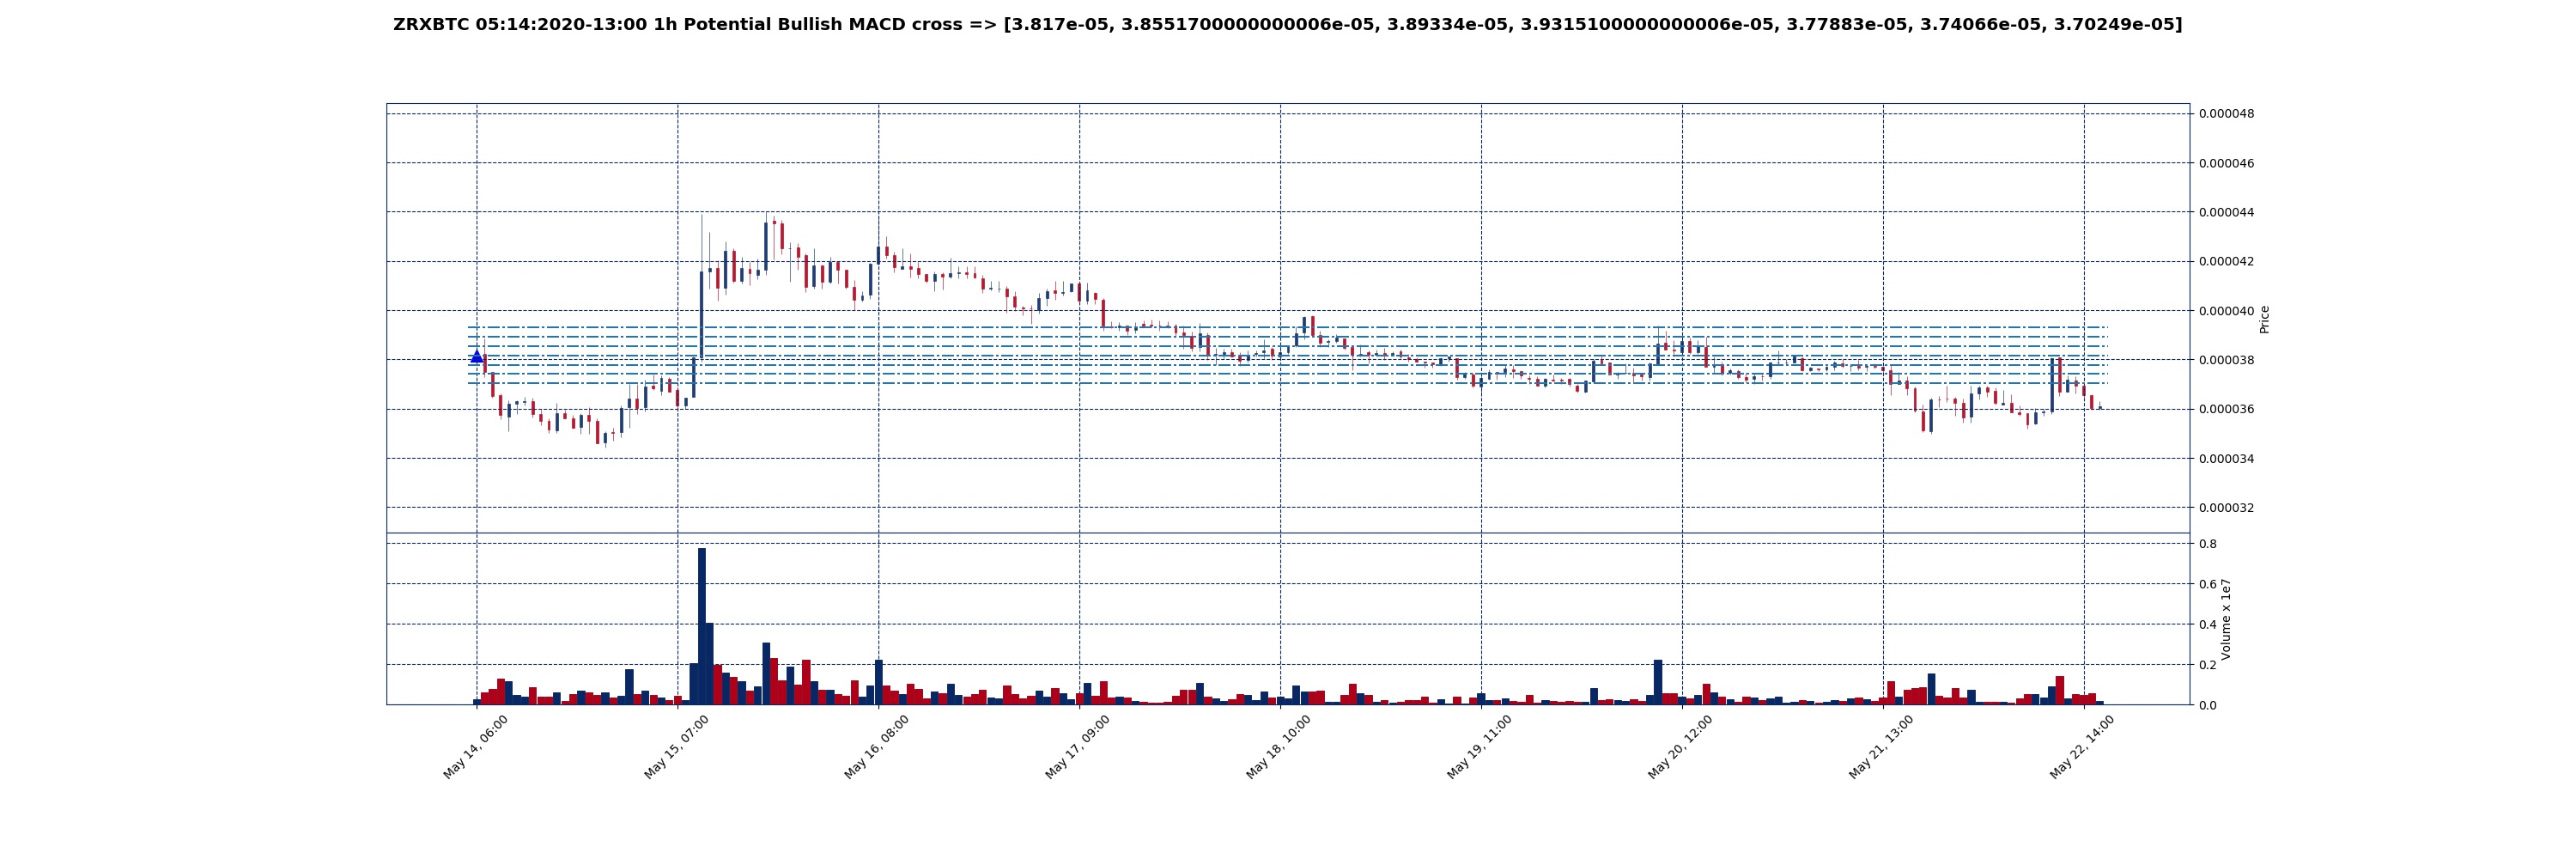 ZRXBTC 05:14:2020-13:00 1h Potential Bullish MACD cross => [3.817e-05, 3.8551700000000006e-05, 3.89334e-05, 3.9315100000000006e-05, 3.77883e-05, 3.74066e-05, 3.70249e-05]
0.000048
0.000046
0.000044
0.000042
0.000040
0.000038
0.000036
0.000034
0.000032
Price
0.8
0.6
0.4
0.2
0.0
Volume x 1e7
May 14, 06:00
May 15, 07:00
May 16, 08:00
May 17, 09:00
May 18, 10:00
May 19, 11:00
May 20, 12:00
May 21, 13:00
May 22, 14:00